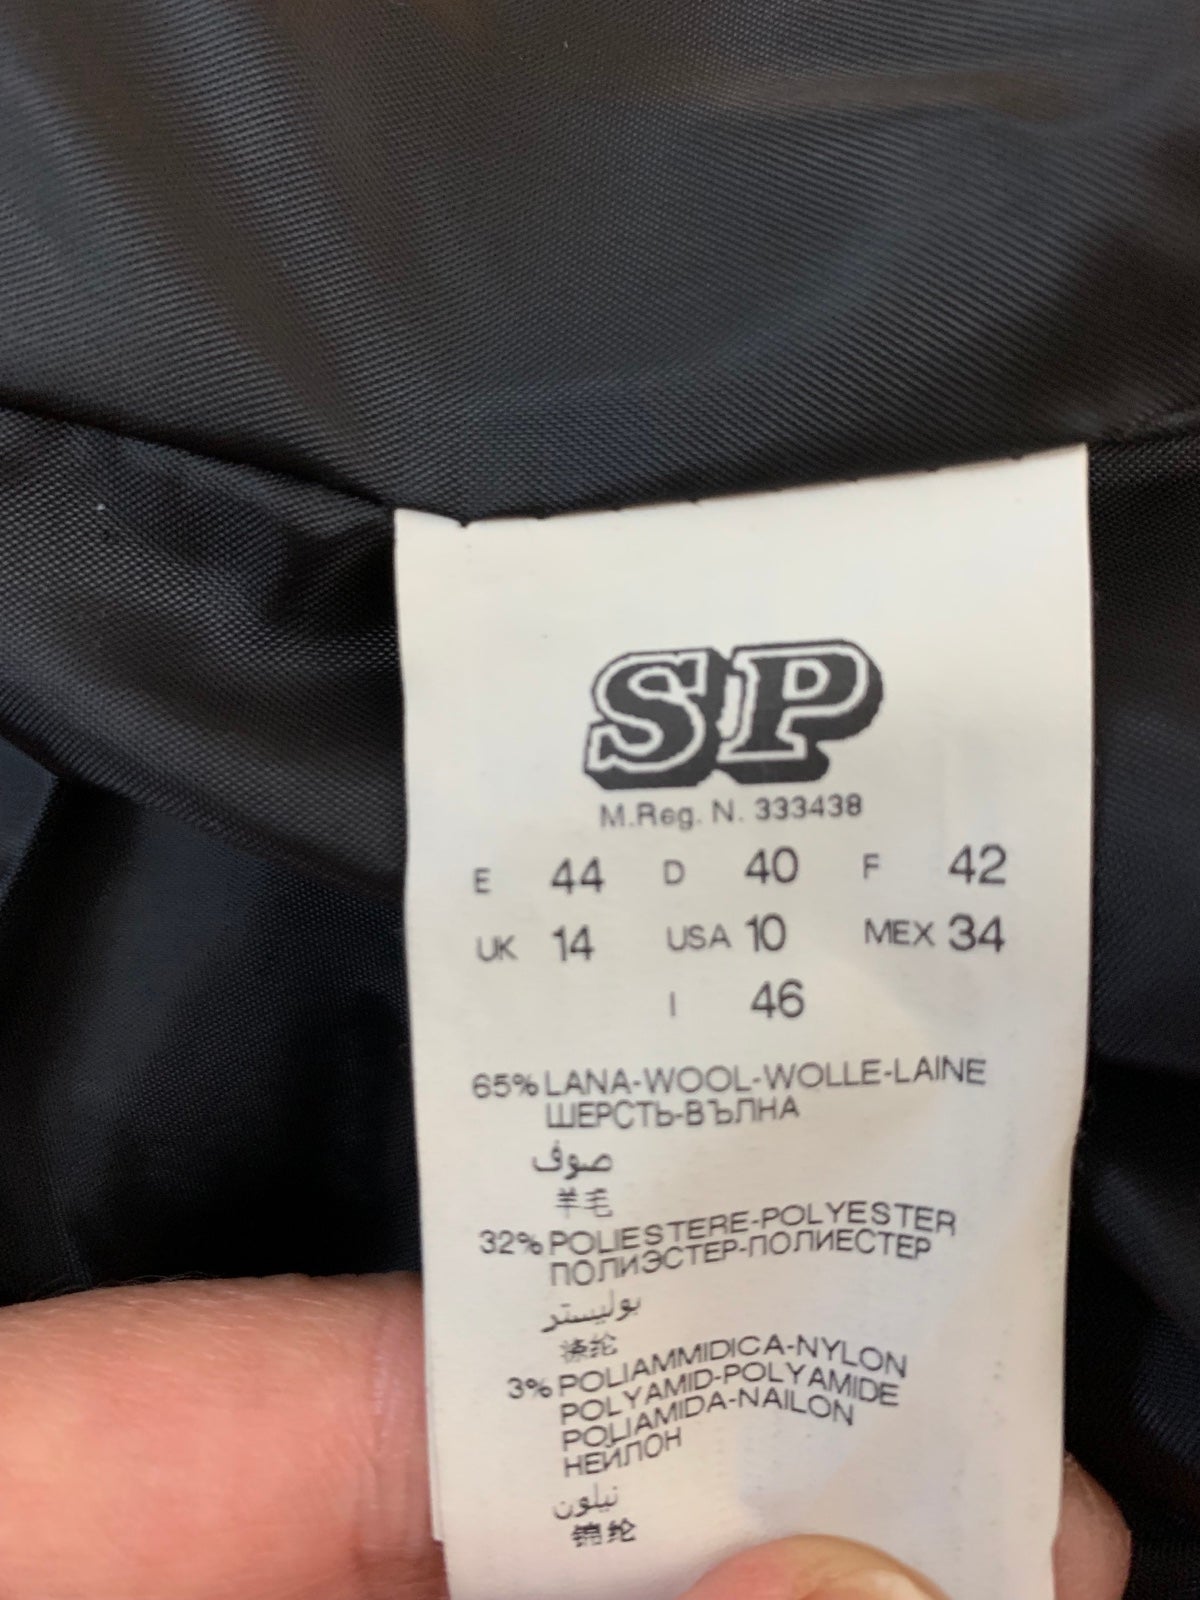 SP
M.Reg. N. 333438
E 44 D 40 F 42
UK 14 USA 10 MEX 34
I 46
65% LANA-WOOL-WOLLE-LAINE
ШЕРСТЬ-ВЪЛНА
صوف
羊毛
32% POLIESTERE-POLYESTER
ПОЛИЭСТЕР-ПОЛИЕСТЕР
بوليستر
涤纶
3% POLIAMMIDICA-NYLON
POLYAMID-POLYAMIDE
POLIAMIDA-NAILON
НЕЙЛОН
نيلون
锦纶